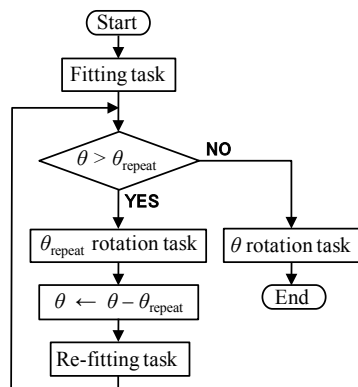 Start
Fitting task
θ > θrepeat
NO
YES
θrepeat rotation task
θ rotation task
θ ← θ – θrepeat
End
Re-fitting task